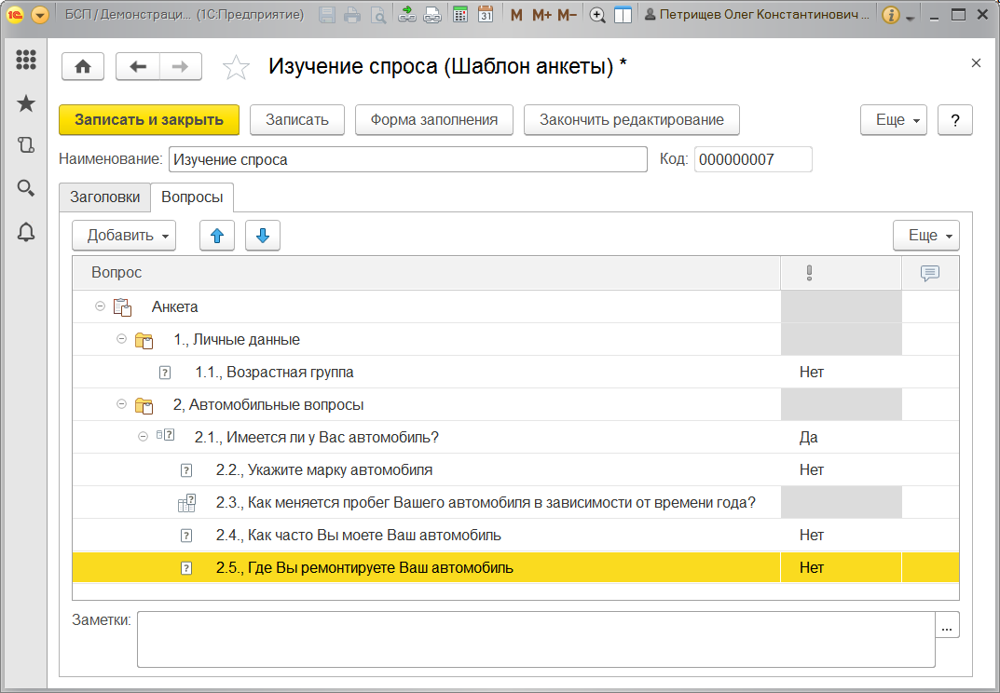 1С БСП / Демонстраци... (1С:Предприятие) 31 M M+ M− Петрищев Олег Константинович ... i
Изучение спроса (Шаблон анкеты) *
Записать и закрыть Записать Форма заполнения Закончить редактирование Еще ?
Наименование: Изучение спроса Код: 000000007
Заголовки Вопросы
Добавить Еще
Вопрос
Анкета
1., Личные данные
1.1., Возрастная группа Нет
2, Автомобильные вопросы
2.1., Имеется ли у Вас автомобиль? Да
2.2., Укажите марку автомобиля Нет
2.3., Как меняется пробег Вашего автомобиля в зависимости от времени года?
2.4., Как часто Вы моете Ваш автомобиль Нет
2.5., Где Вы ремонтируете Ваш автомобиль Нет
Заметки: ...